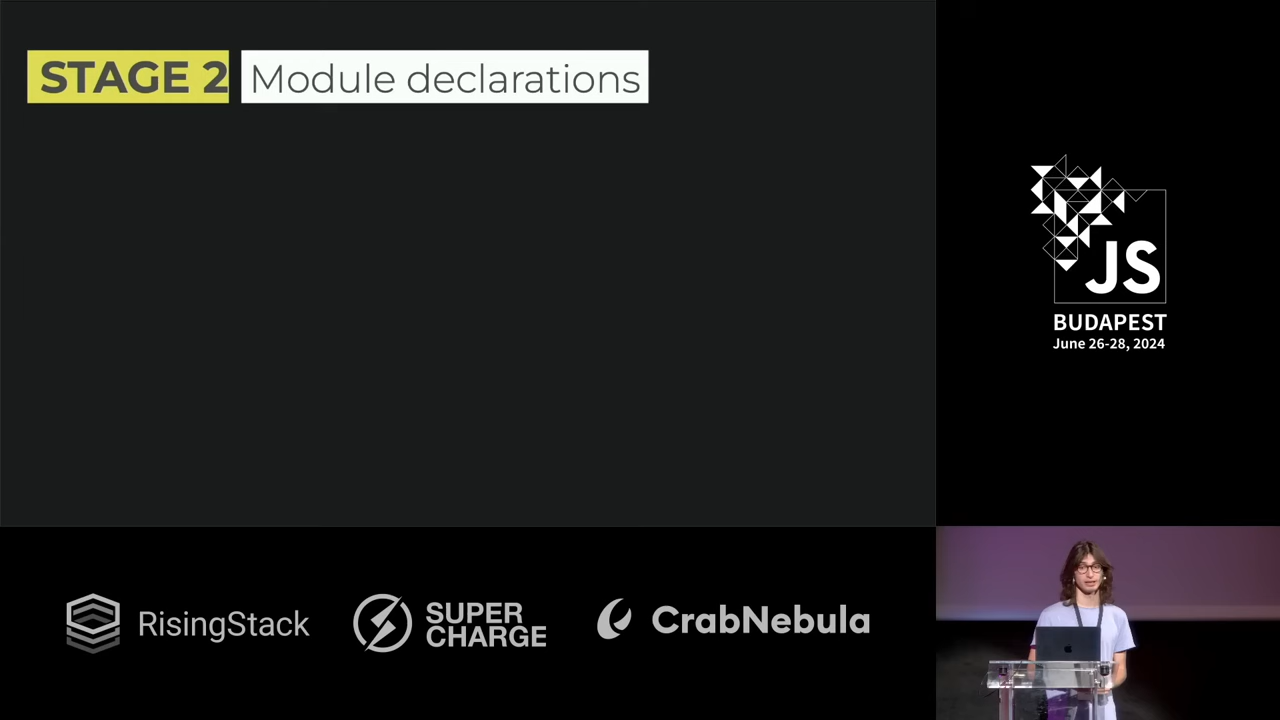 STAGE 2 Module declarations
JS
BUDAPEST
June 26-28, 2024
RisingStack
SUPER
CHARGE
CrabNebula